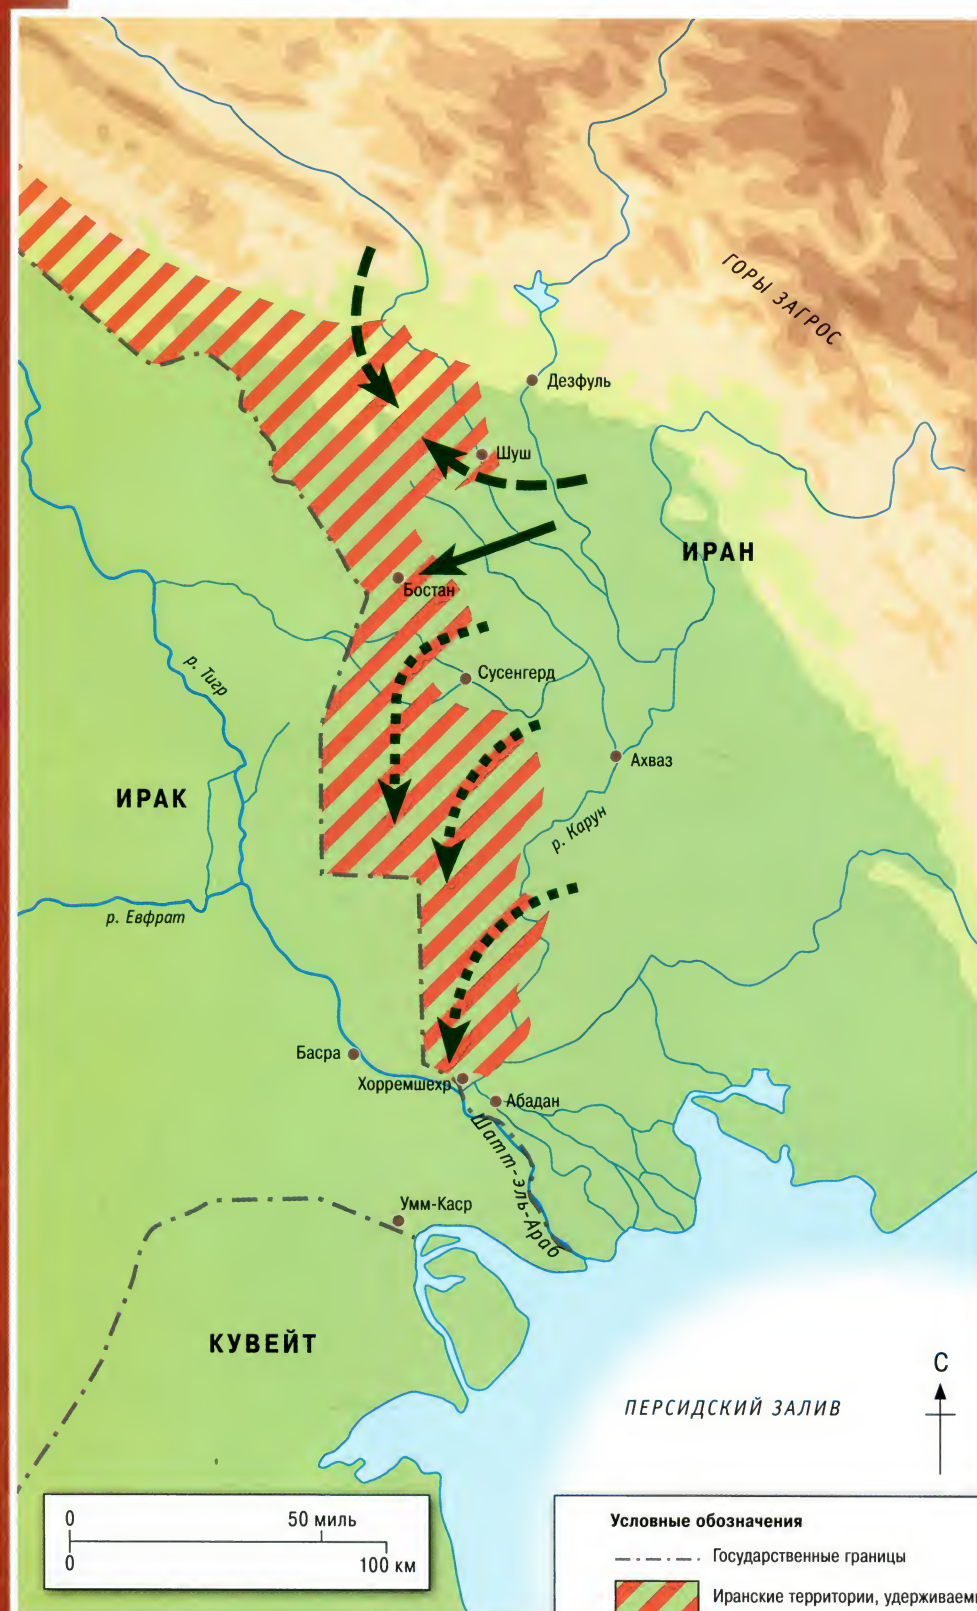 ГОРЫ ЗАГРОС
Дезфуль
Шуш
ИРАН
Бостан
р. Тигр
Сусенгерд
Ахваз
ИРАК
р. Карун
р. Евфрат
Басра
Хорремшехр
Абадан
Шатт-эль-Араб
Умм-Каср
КУВЕЙТ
С
ПЕРСИДСКИЙ ЗАЛИВ
0 50 миль
0 100 км
Условные обозначения
Государственные границы
Иранские территории,